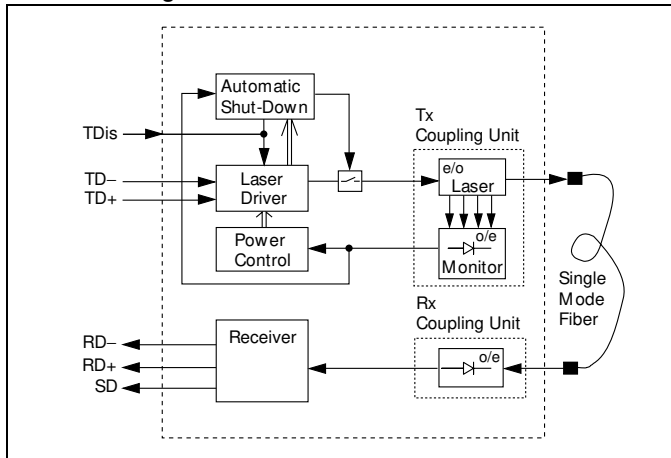 Automatic
Shut-Down
TDis
TD−
TD+
Laser
Driver
Power
Control
Tx
Coupling Unit
e/o
Laser
o/e
Monitor
Single
Mode
Fiber
Rx
Coupling Unit
o/e
RD−
RD+
SD
Receiver